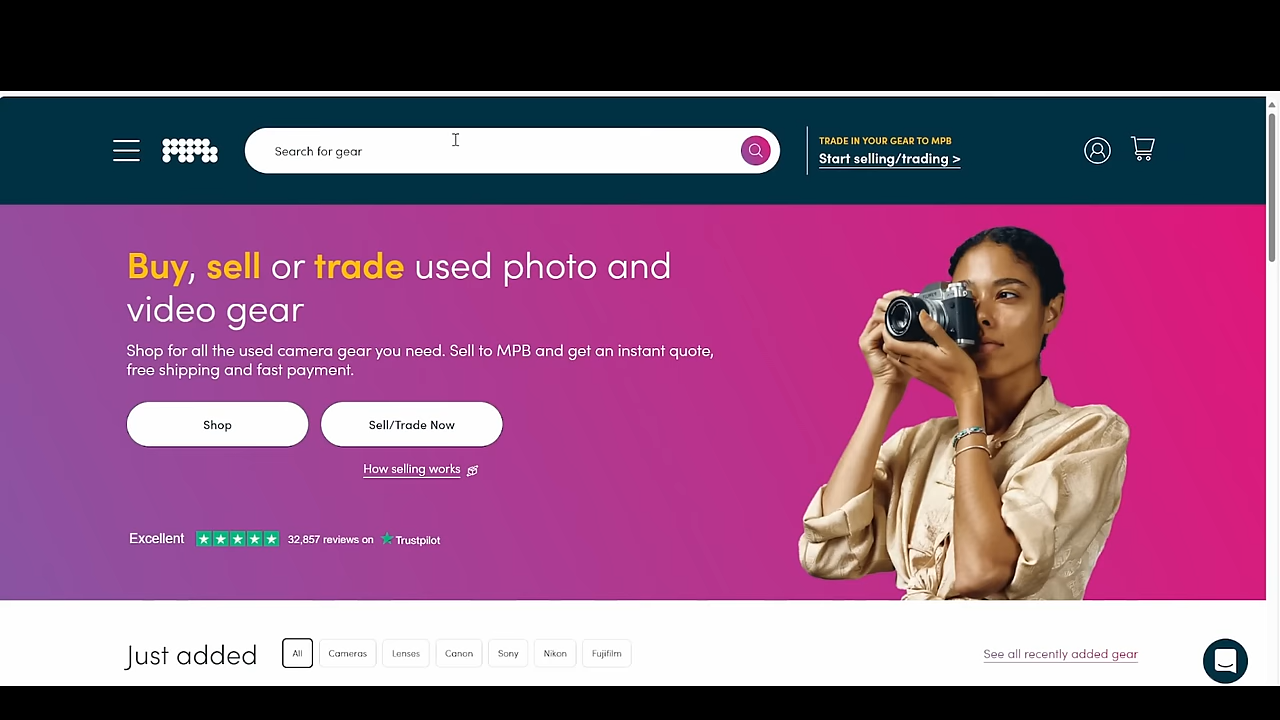 Search for gear
TRADE IN YOUR GEAR TO MPB
Start selling/trading >
Buy, sell or trade used photo and
video gear
Shop for all the used camera gear you need. Sell to MPB and get an instant quote,
free shipping and fast payment.
Shop
Sell/Trade Now
How selling works
Excellent
32,857 reviews on
Trustpilot
Just added
All
Cameras
Lenses
Canon
Sony
Nikon
Fujifilm
See all recently added gear